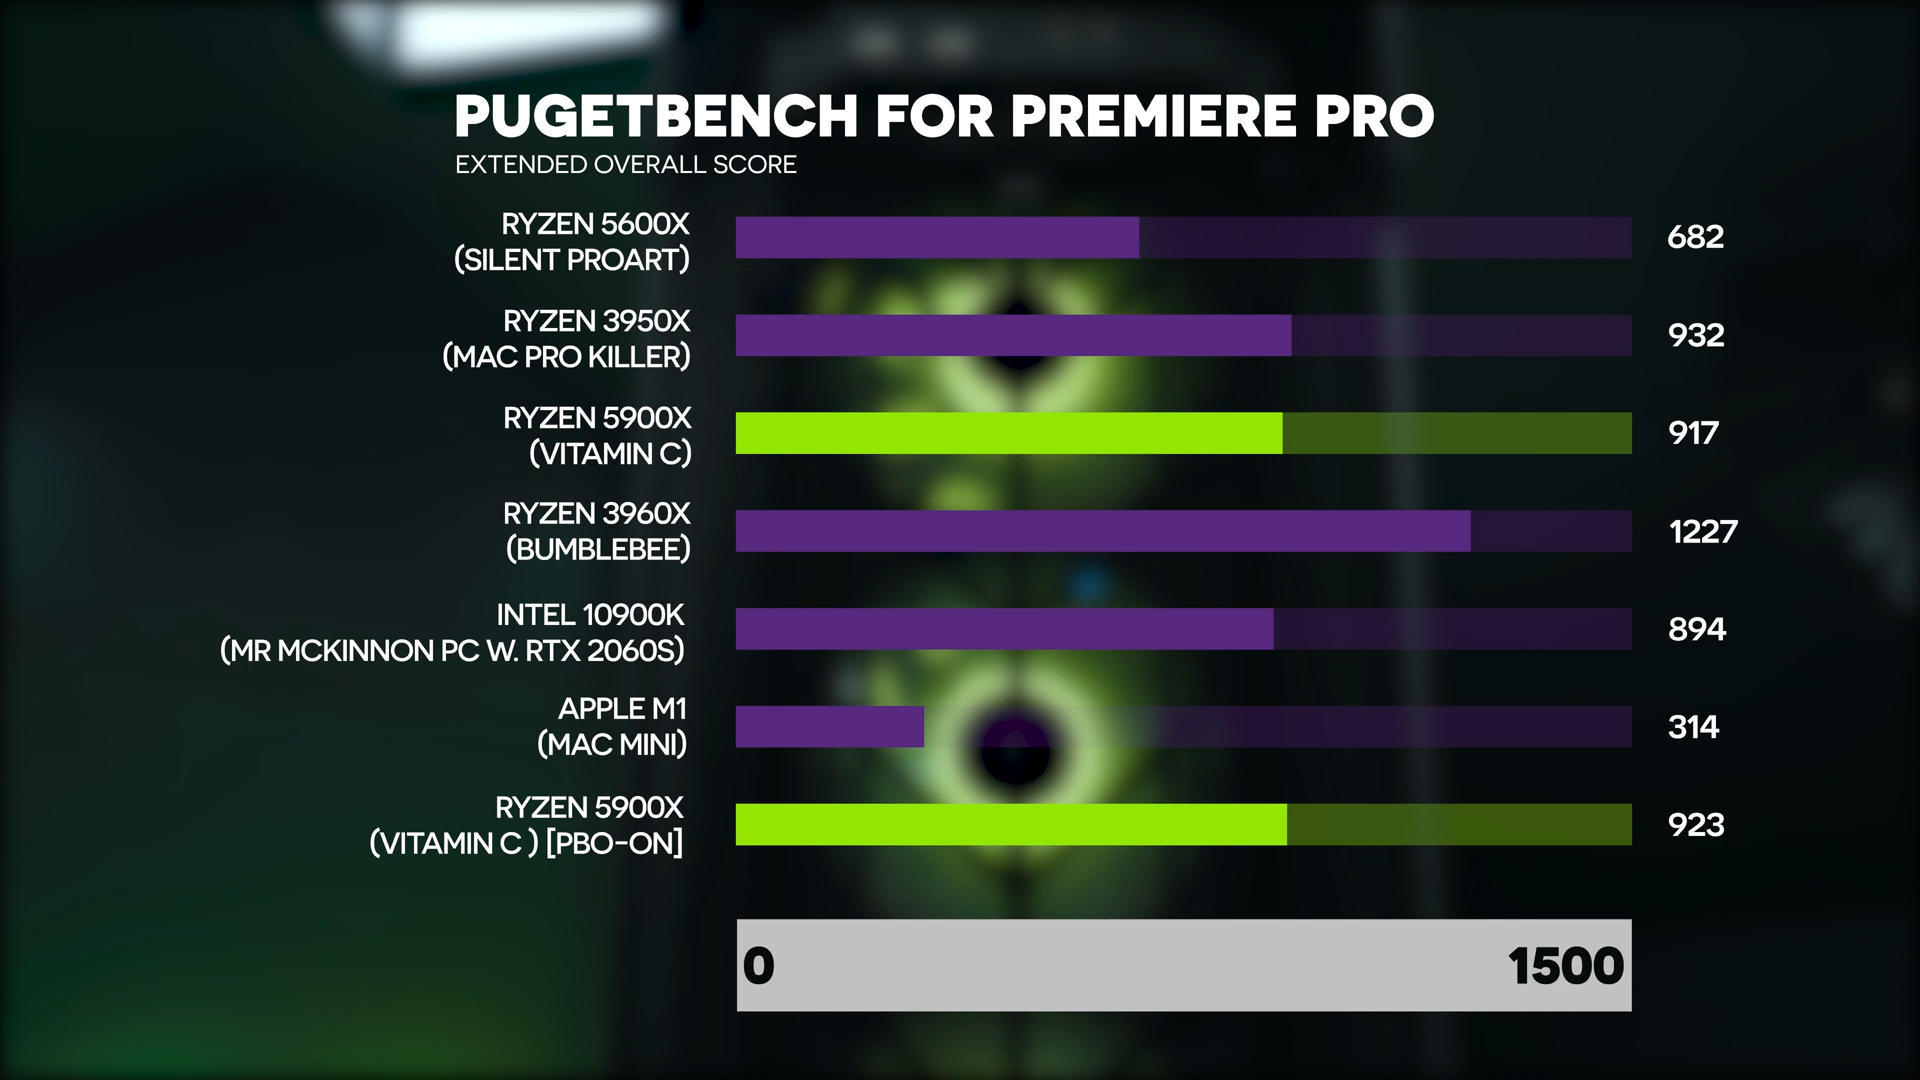 PUGETBENCH FOR PREMIERE PRO
EXTENDED OVERALL SCORE
RYZEN 5600X
(SILENT PROART)
682
RYZEN 3950X
(MAC PRO KILLER)
932
RYZEN 5900X
(VITAMIN C)
917
RYZEN 3960X
(BUMBLEBEE)
1227
INTEL 10900K
(MR MCKINNON PC W. RTX 2060S)
894
APPLE M1
(MAC MINI)
314
RYZEN 5900X
(VITAMIN C ) [PBO-ON]
923
0 1500